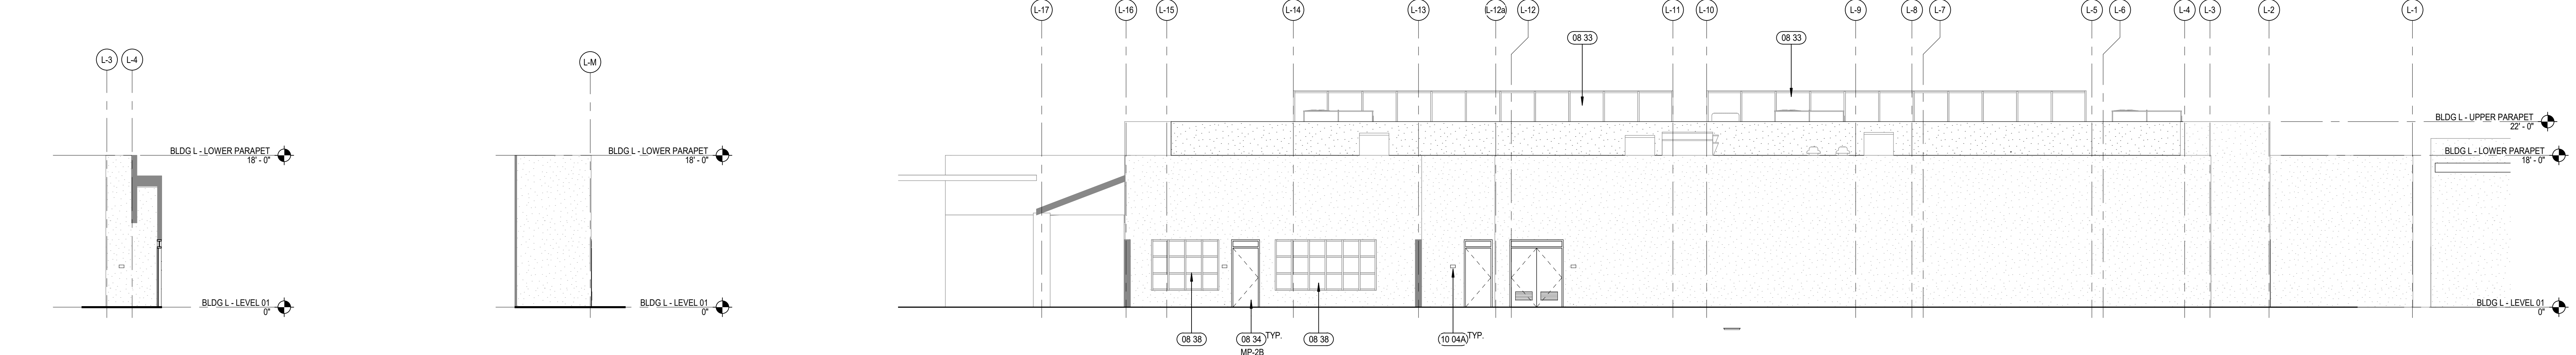 L-3
L-4
BLDG L - LOWER PARAPET
18' - 0"
BLDG L - LEVEL 01
0"
L-M
BLDG L - LOWER PARAPET
18' - 0"
BLDG L - LEVEL 01
0"
L-17
L-16
L-15
L-14
L-13
L-12a
L-12
L-11
L-10
L-9
L-8
L-7
L-5
L-6
L-4
L-3
L-2
L-1
08 33
08 33
BLDG L - UPPER PARAPET
22' - 0"
BLDG L - LOWER PARAPET
18' - 0"
BLDG L - LEVEL 01
0"
08 38
08 34 TYP.
MP-2B
08 38
10 04A TYP.